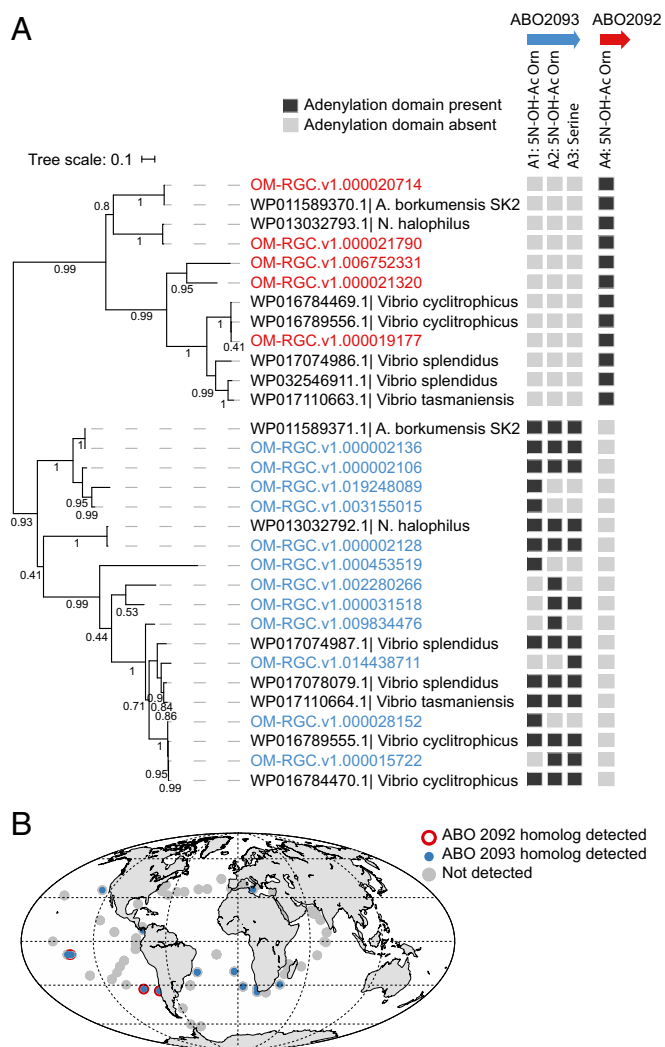 A
ABO2093
ABO2092
Adenylation domain present
Adenylation domain absent
A1: 5N-OH-Ac Orn
A2: 5N-OH-Ac Orn
A3: Serine
A4: 5N-OH-Ac Orn
Tree scale: 0.1
OM-RGC.v1.000020714
WP011589370.1| A. borkumensis SK2
WP013032793.1| N. halophilus
OM-RGC.v1.000021790
OM-RGC.v1.006752331
OM-RGC.v1.000021320
WP016784469.1| Vibrio cyclitrophicus
WP016789556.1| Vibrio cyclitrophicus
OM-RGC.v1.000019177
WP017074986.1| Vibrio splendidus
WP032546911.1| Vibrio splendidus
WP017110663.1| Vibrio tasmaniensis
WP011589371.1| A. borkumensis SK2
OM-RGC.v1.000002136
OM-RGC.v1.000002106
OM-RGC.v1.019248089
OM-RGC.v1.003155015
WP013032792.1| N. halophilus
OM-RGC.v1.000002128
OM-RGC.v1.000453519
OM-RGC.v1.002280266
OM-RGC.v1.000031518
OM-RGC.v1.009834476
WP017074987.1| Vibrio splendidus
OM-RGC.v1.014438711
WP017078079.1| Vibrio splendidus
WP017110664.1| Vibrio tasmaniensis
OM-RGC.v1.000028152
WP016789555.1| Vibrio cyclitrophicus
OM-RGC.v1.000015722
WP016784470.1| Vibrio cyclitrophicus
0.8
1
1
0.99
0.95
0.99
1
0.41
0.99
1
1
0.95
0.99
0.93
1
0.41
0.99
0.53
0.44
1
0.9
0.84
0.71
0.86
0.95
0.99
B
ABO 2092 homolog detected
ABO 2093 homolog detected
Not detected